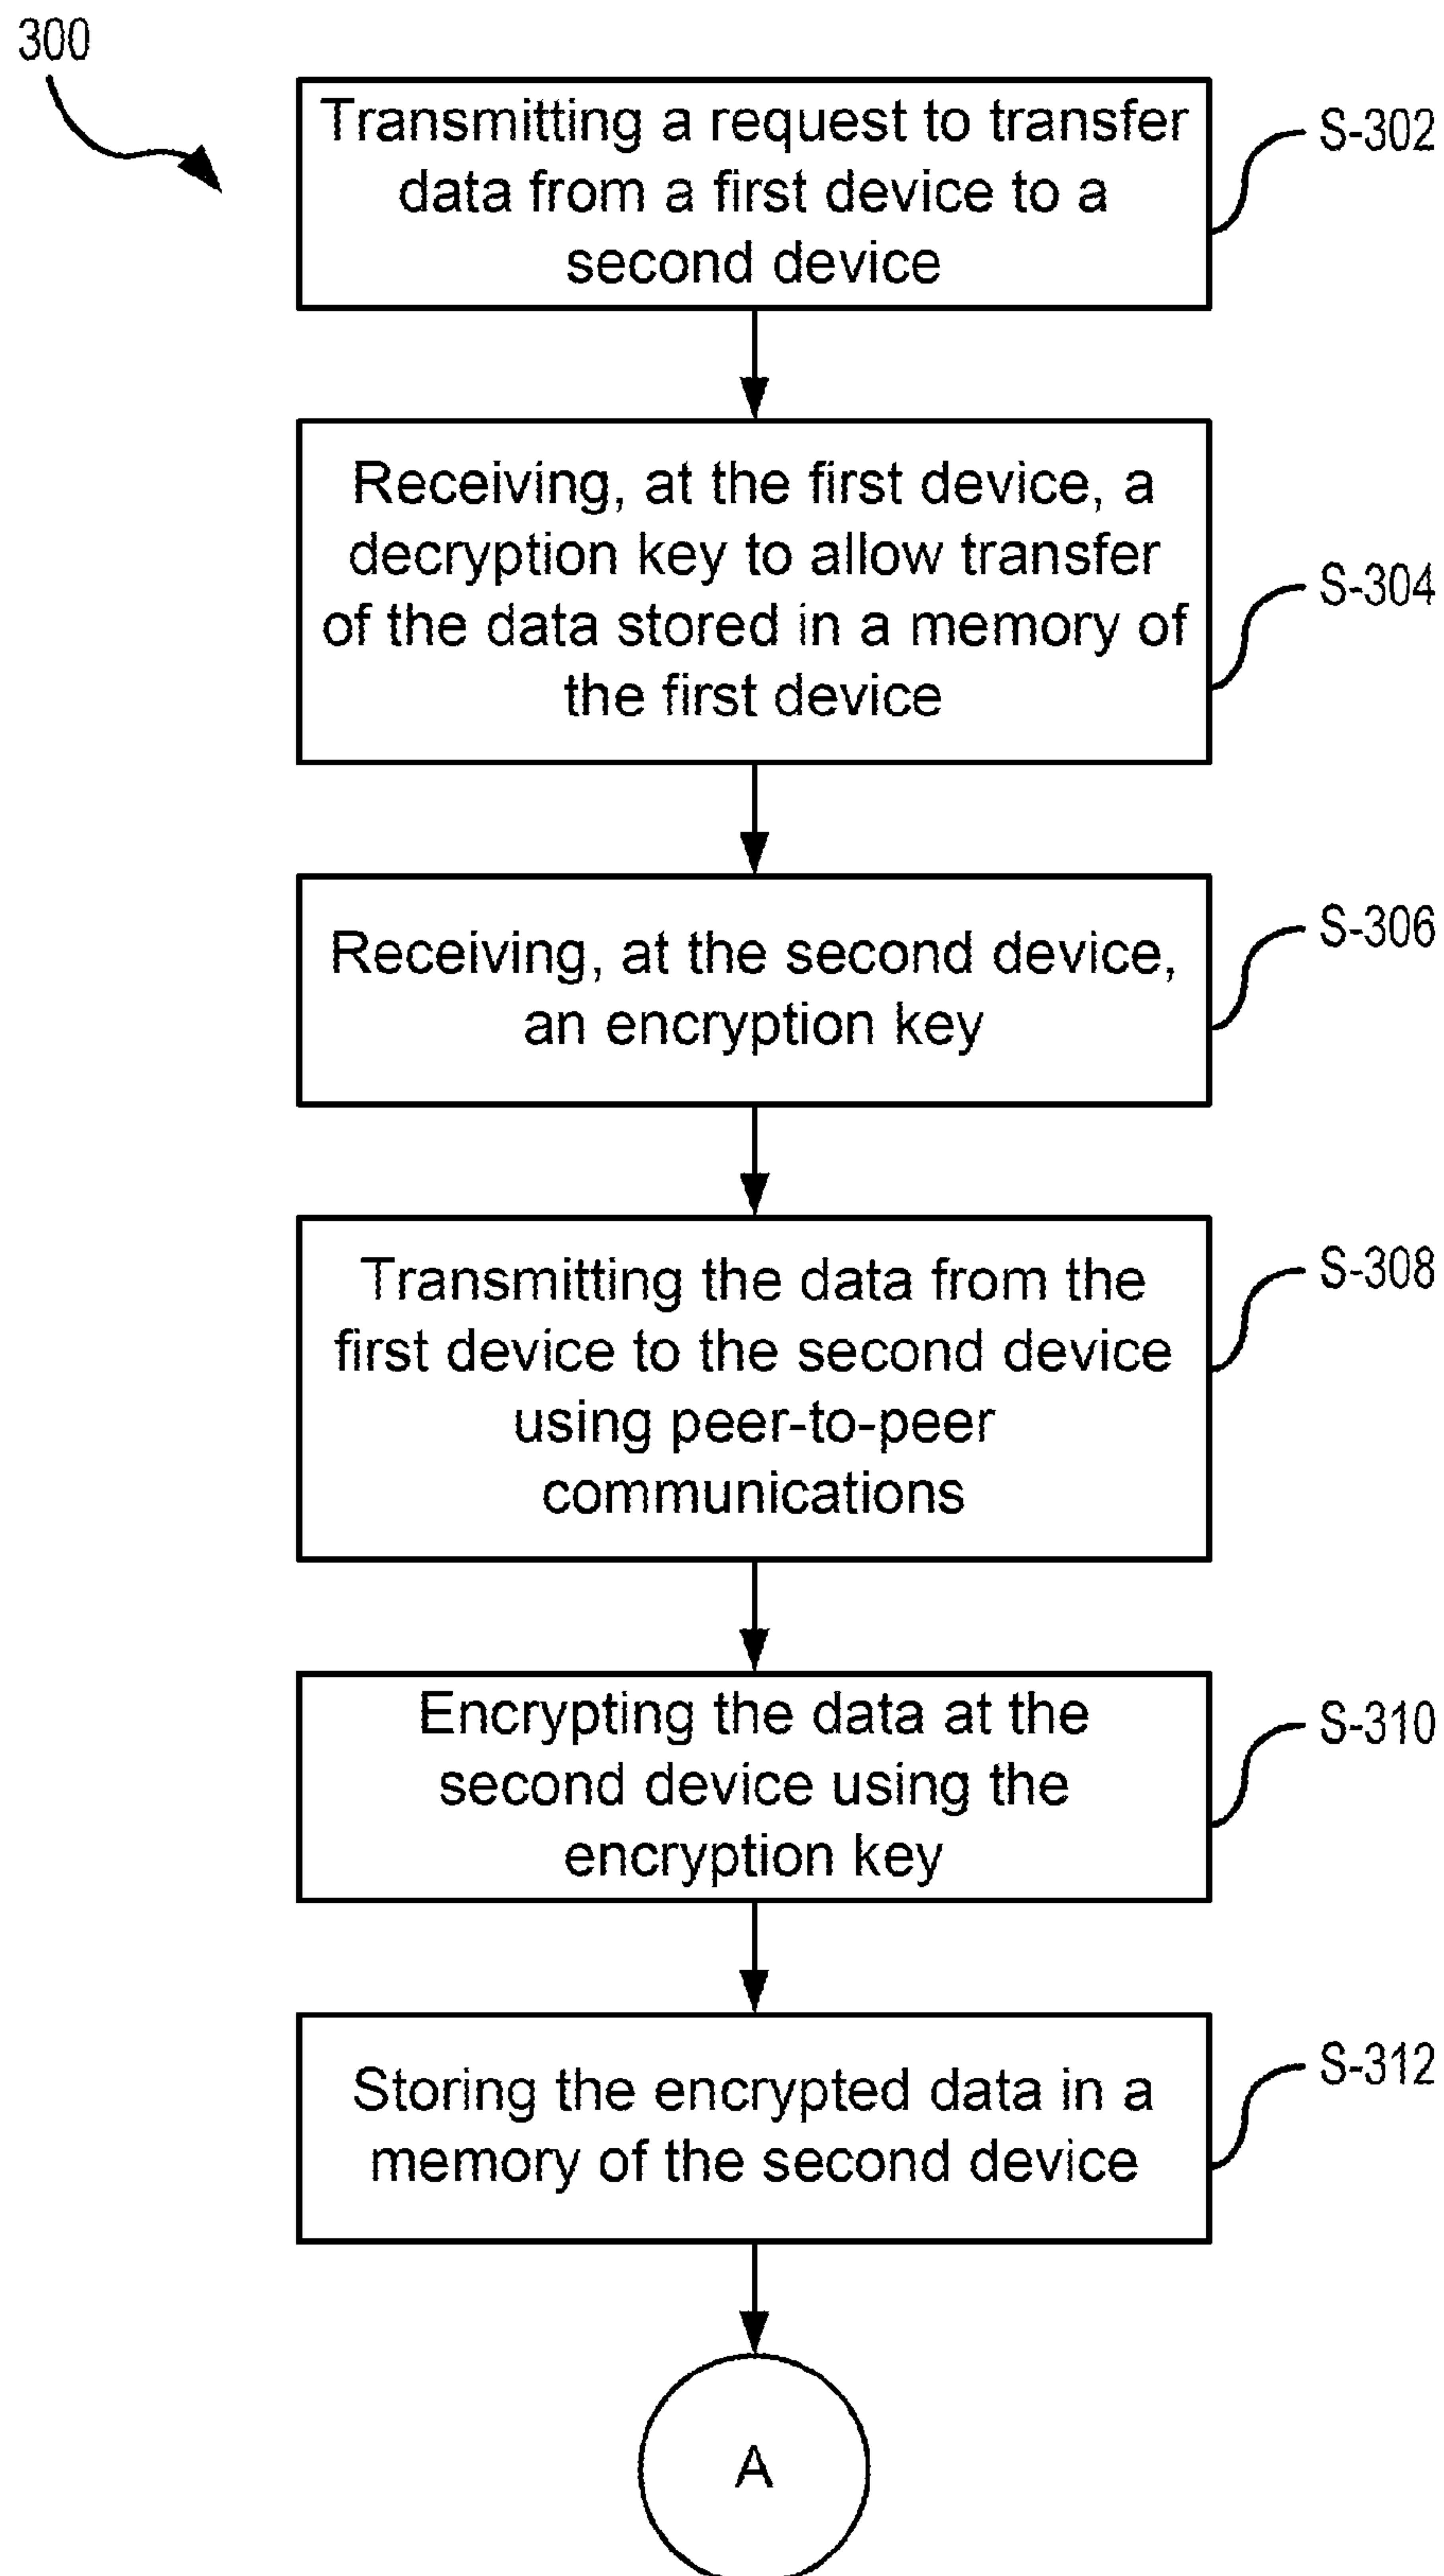 300
Transmitting a request to transfer
data from a first device to a
second device
S-302
Receiving, at the first device, a
decryption key to allow transfer
of the data stored in a memory of
the first device
S-304
Receiving, at the second device,
an encryption key
S-306
Transmitting the data from the
first device to the second device
using peer-to-peer
communications
S-308
Encrypting the data at the
second device using the
encryption key
S-310
Storing the encrypted data in a
memory of the second device
S-312
A